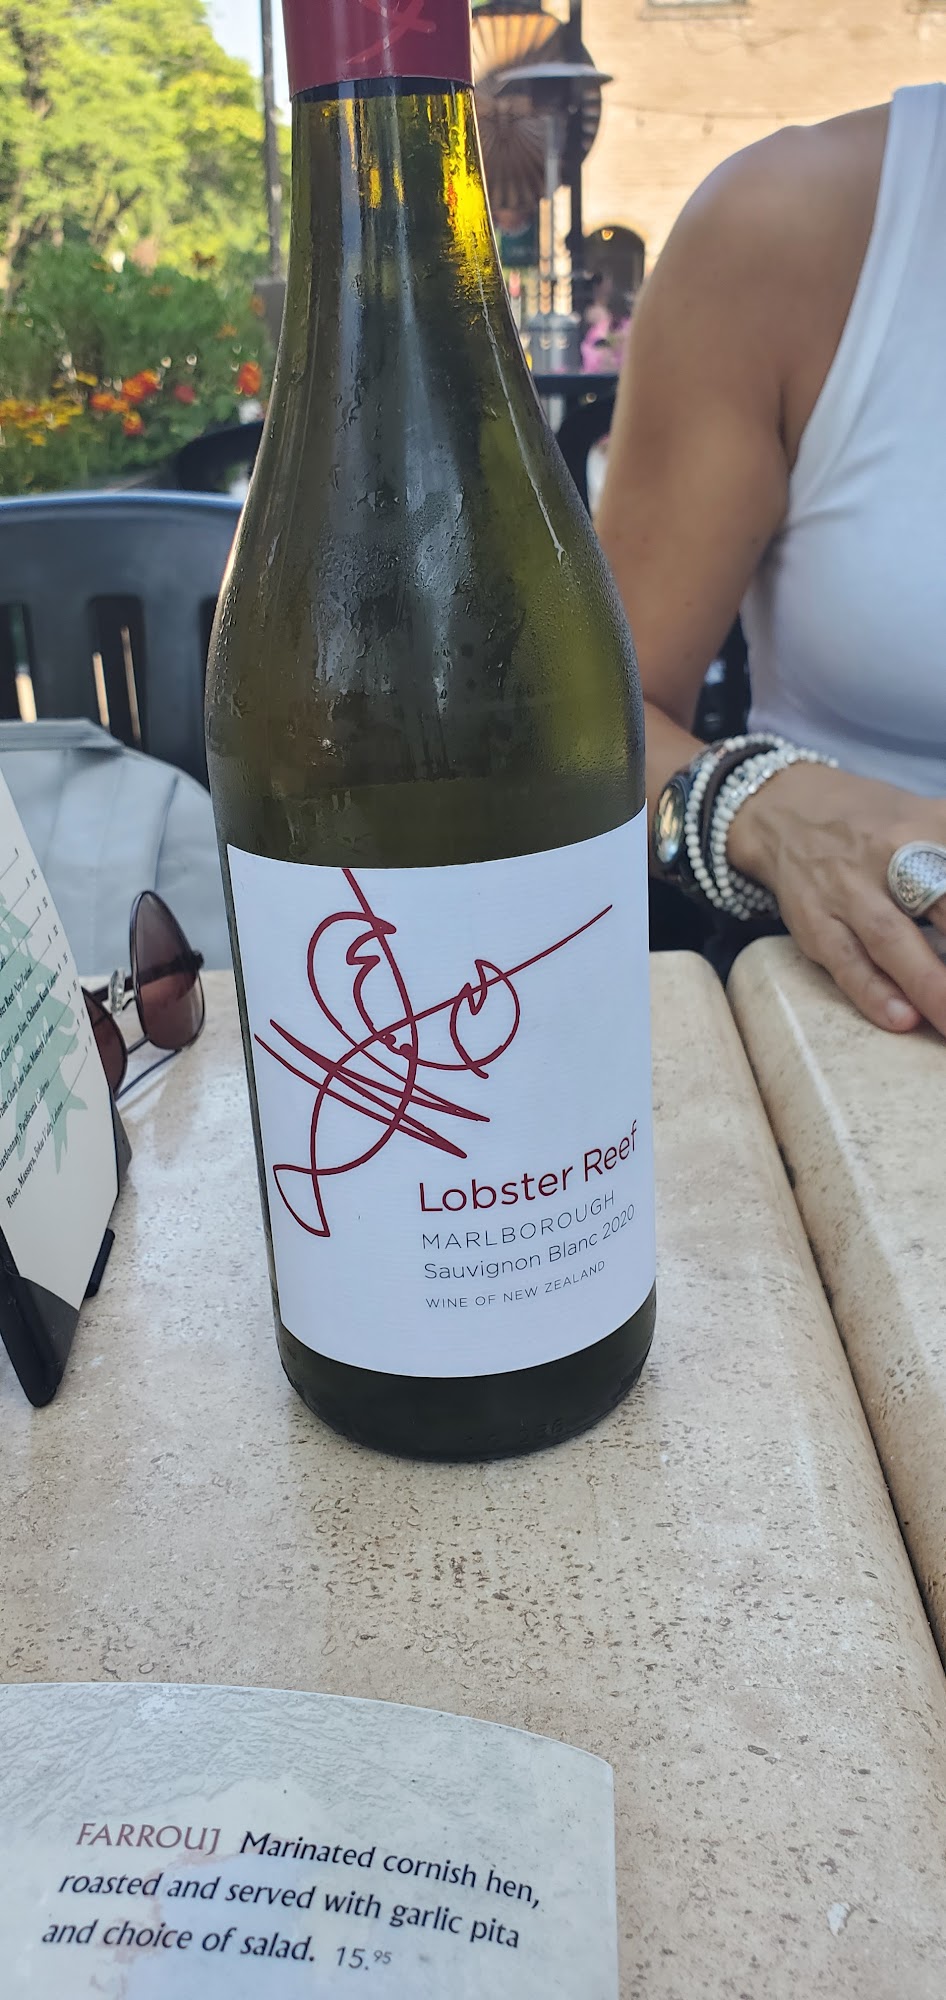 Lobster Reef
MARLBOROUGH
Sauvignon Blanc 2020
WINE OF NEW ZEALAND
FARROUJ Marinated cornish hen,
roasted and served with garlic pita
and choice of salad. 15.95